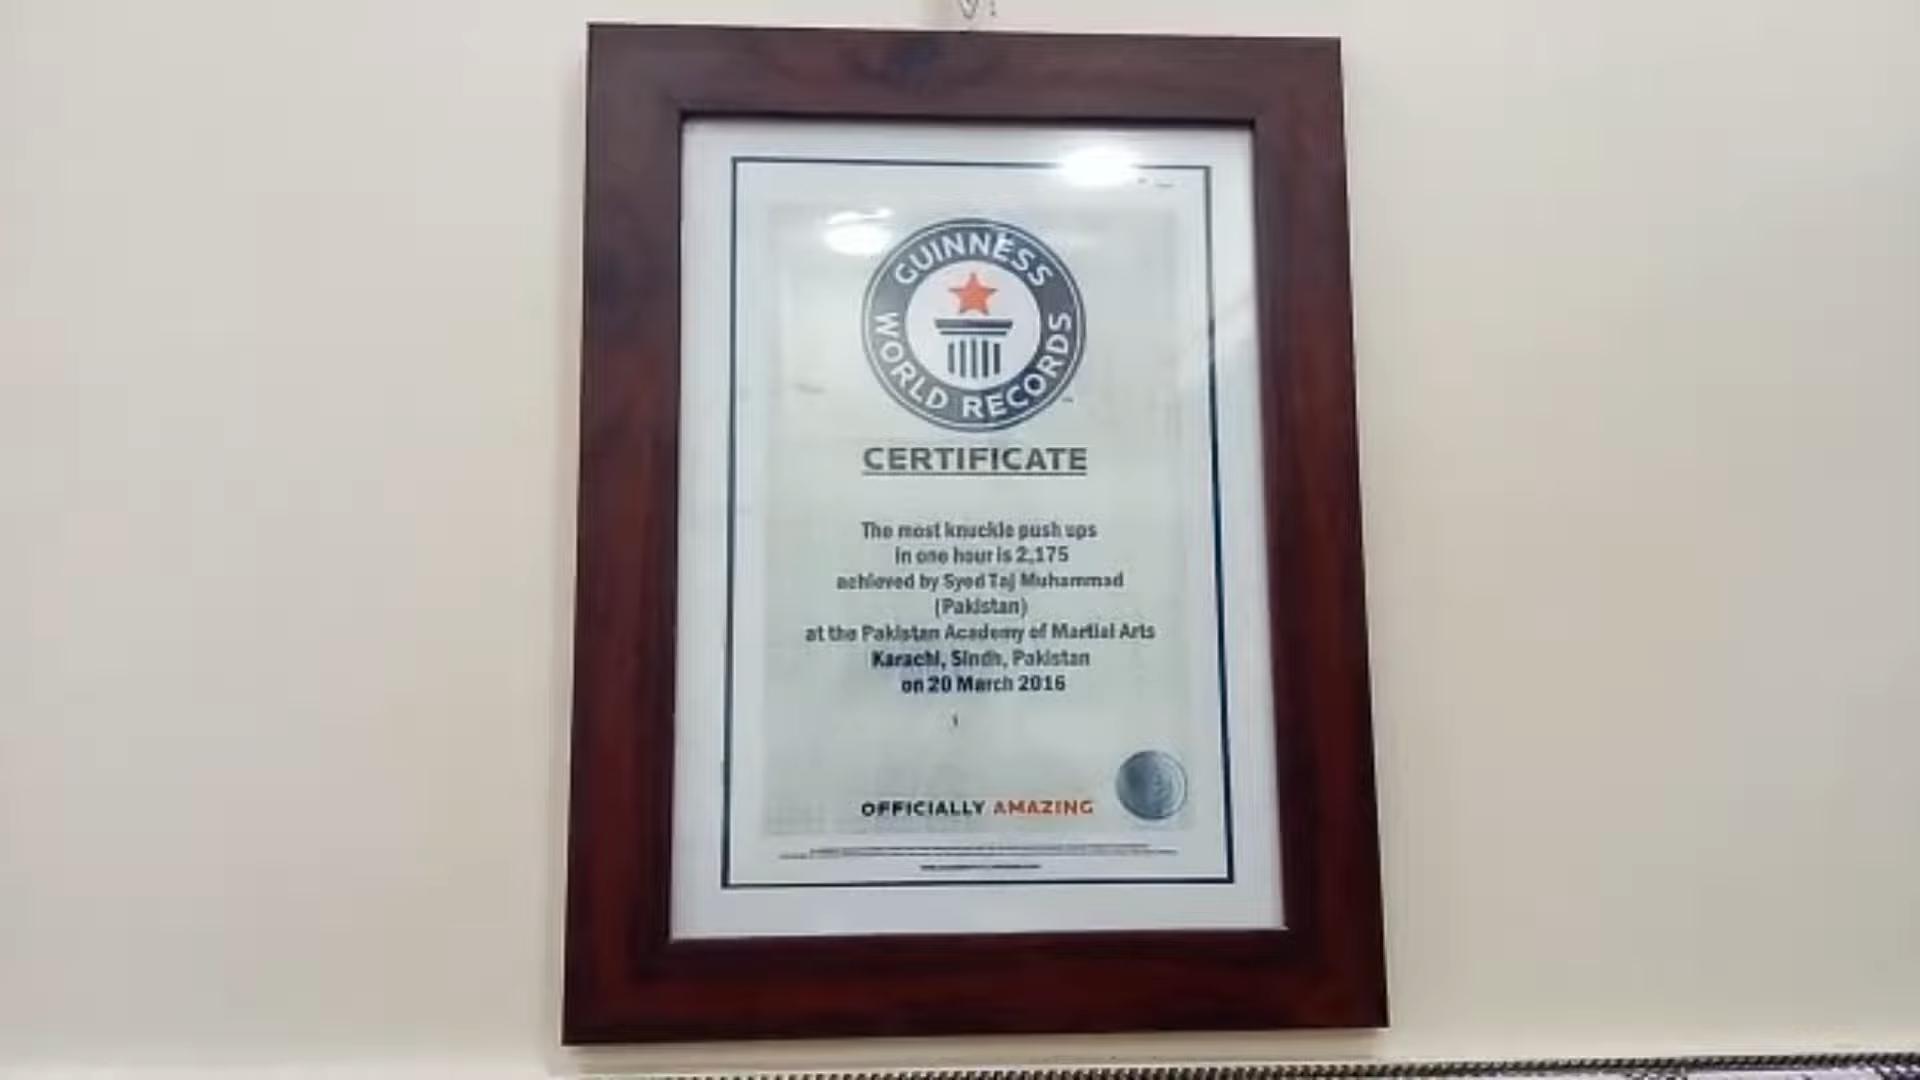 GUINNESS
WORLD RECORDS
CERTIFICATE
The most knuckle push ups
in one hour is 2,175
achieved by Syed Taj Muhammad
(Pakistan)
at the Pakistan Academy of Martial Arts
Karachi, Sindh, Pakistan
on 20 March 2016
OFFICIALLY AMAZING